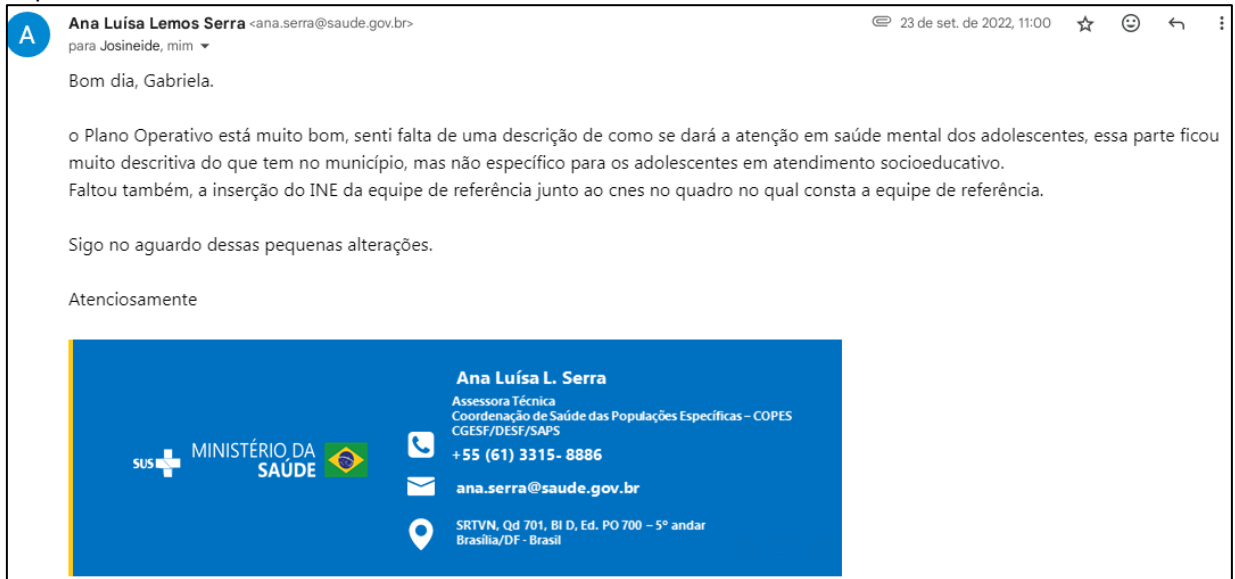 A
Ana Luísa Lemos Serra <ana.serra@saude.gov.br>
23 de set. de 2022, 11:00
para Josineide, mim
Bom dia, Gabriela.
o Plano Operativo está muito bom, senti falta de uma descrição de como se dará a atenção em saúde mental dos adolescentes, essa parte ficou
muito descritiva do que tem no município, mas não específico para os adolescentes em atendimento socioeducativo.
Faltou também, a inserção do INE da equipe de referência junto ao cnes no quadro no qual consta a equipe de referência.
Sigo no aguardo dessas pequenas alterações.
Atenciosamente
SUS
MINISTÉRIO DA
SAÚDE
Ana Luísa L. Serra
Assessora Técnica
Coordenação de Saúde das Populações Específicas – COPES
CGESF/DESF/SAPS
+55 (61) 3315- 8886
ana.serra@saude.gov.br
SRTVN, Qd 701, Bl D, Ed. PO 700 – 5º andar
Brasília/DF - Brasil